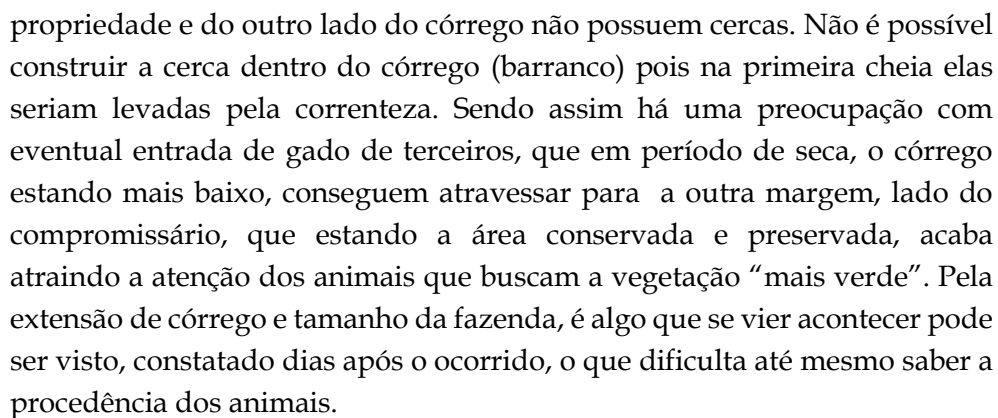 propriedade e do outro lado do córrego não possuem cercas. Não é possível
construir a cerca dentro do córrego (barranco) pois na primeira cheia elas
seriam levadas pela correnteza. Sendo assim há uma preocupação com
eventual entrada de gado de terceiros, que em período de seca, o córrego
estando mais baixo, conseguem atravessar para a outra margem, lado do
compromissário, que estando a área conservada e preservada, acaba
atraindo a atenção dos animais que buscam a vegetação “mais verde”. Pela
extensão de córrego e tamanho da fazenda, é algo que se vier acontecer pode
ser visto, constatado dias após o ocorrido, o que dificulta até mesmo saber a
procedência dos animais.